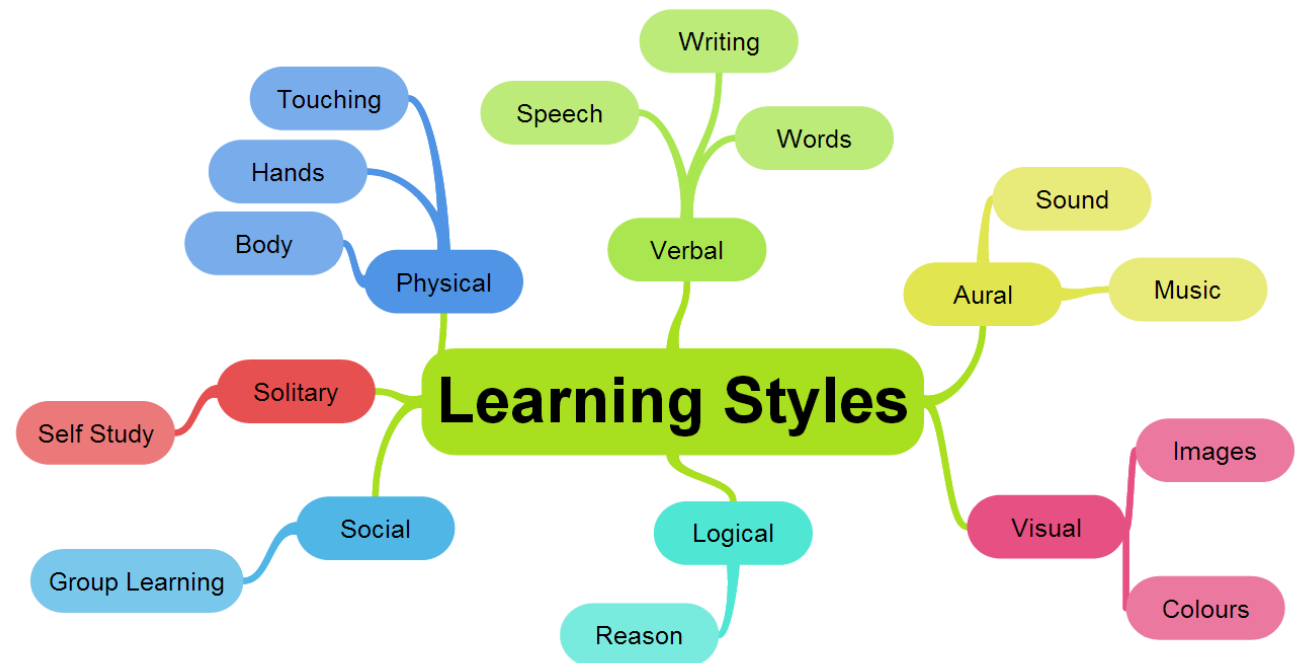 Writing
Touching
Speech
Words
Hands
Sound
Body
Verbal
Physical
Aural
Music
Learning Styles
Solitary
Self Study
Images
Social
Logical
Visual
Group Learning
Colours
Reason